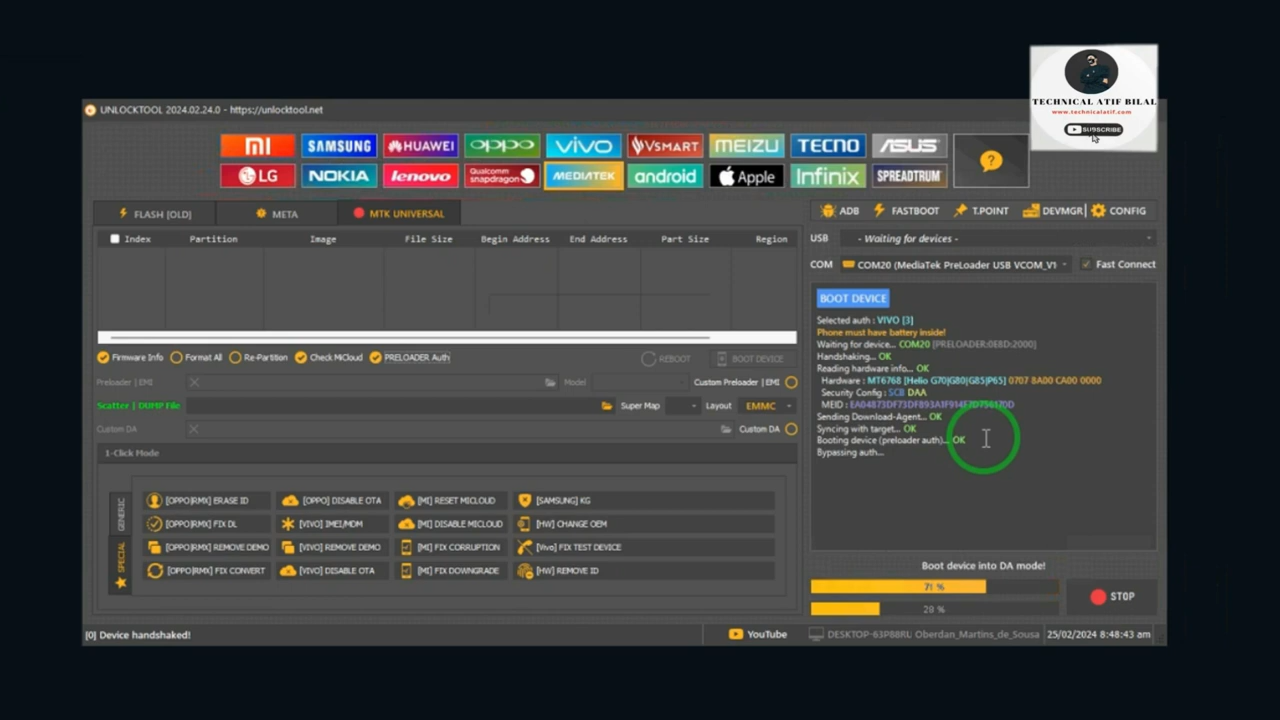 TECHNICAL ATIF BILAL
www.technicalatif.com
SUBSCRIBE
UNLOCKTOOL 2024.02.24.0 - https://unlocktool.net
MI SAMSUNG HUAWEI oppo vivo VSMART MEIZU TECNO ASUS
LG NOKIA lenovo Qualcomm snapdragon MEDIATEK android Apple Infinix SPREADTRUM
?
FLASH [OLD] META MTK UNIVERSAL
ADB FASTBOOT T.POINT DEVMGR CONFIG
Index Partition Image File Size Begin Address End Address Part Size Region
USB - Waiting for devices -
COM COM20 (MediaTek PreLoader USB VCOM_V1 Fast Connect
BOOT DEVICE
Selected auth : VIVO [3]
Phone must have battery inside!
Waiting for device... COM20 [PRELOADER:0E8D:2000]
Handshaking... OK
Reading hardware info... OK
Hardware : MT6768 [Helio G70|G80|G85|P65] 0707 8A00 CA00 0000
Security Config : SCB DAA
MEID :
Sending Download-Agent... OK
Syncing with target... OK
Booting device (preloader auth)... OK
Bypassing auth...
Firmware Info Format All Re-Partition Check MiCloud PRELOADER Auth REBOOT BOOT DEVICE
Preloader | EMI Model Custom Preloader | EMI
Scatter | DUMP File Super Map Layout EMMC
Custom DA Custom DA
1-Click Mode
GENERIC
SPECIAL
[OPPO|RMX] ERASE ID [OPPO] DISABLE OTA [MI] RESET MICLOUD [SAMSUNG] KG
[OPPO|RMX] FIX DL [VIVO] IMEI/MDM [MI] DISABLE MICLOUD [HW] CHANGE OEM
[OPPO|RMX] REMOVE DEMO [VIVO] REMOVE DEMO [MI] FIX CORRUPTION [Vivo] FIX TEST DEVICE
[OPPO|RMX] FIX CONVERT [VIVO] DISABLE OTA [MI] FIX DOWNGRADE [HW] REMOVE ID
Boot device into DA mode!
71 %
28 %
STOP
[0] Device handshaked! YouTube DESKTOP-63P88RU Oberdan_Martins_de_Sousa 25/02/2024 8:48:43 am